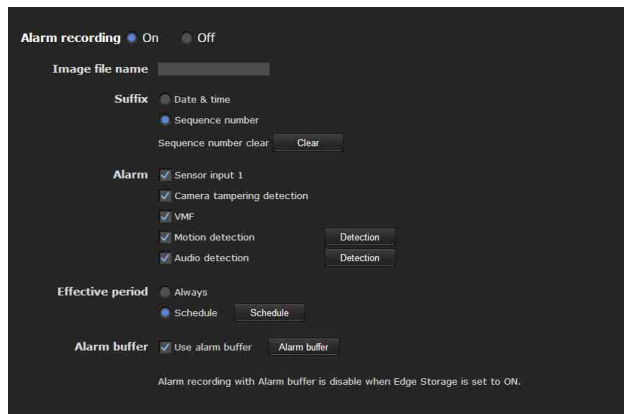 Alarm recording On Off
Image file name
Suffix Date & time
Sequence number
Sequence number clear Clear
Alarm Sensor input 1
Camera tampering detection
VMF
Motion detection Detection
Audio detection Detection
Effective period Always
Schedule Schedule
Alarm buffer Use alarm buffer Alarm buffer
Alarm recording with Alarm buffer is disable when Edge Storage is set to ON.